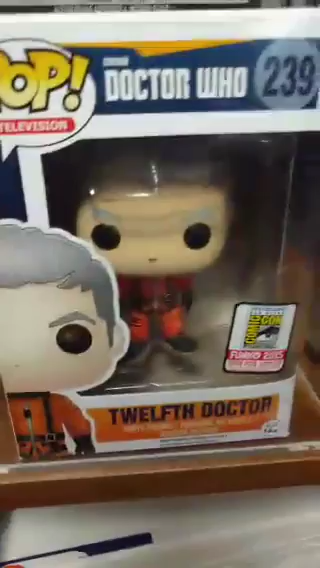 POP!
TELEVISION
DOCTOR WHO
239
COMIC CON
FUNKO 2015
TWELFTH DOCTOR